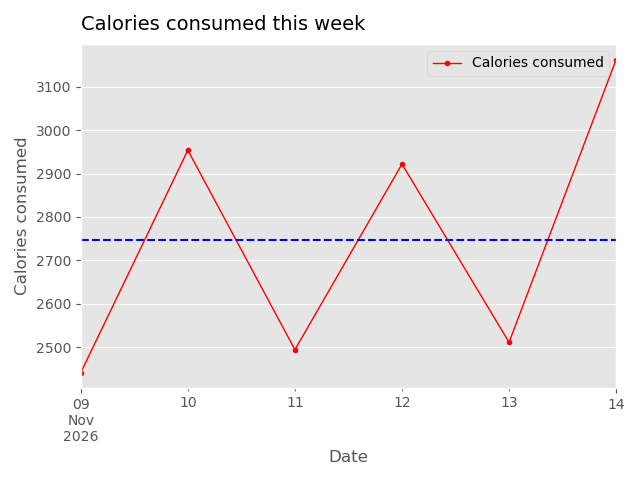 Calories consumed this week
Calories consumed
3100
3000
2900
2800
2700
2600
2500
Calories consumed
09 10 11 12 13 14
Nov
2026
Date